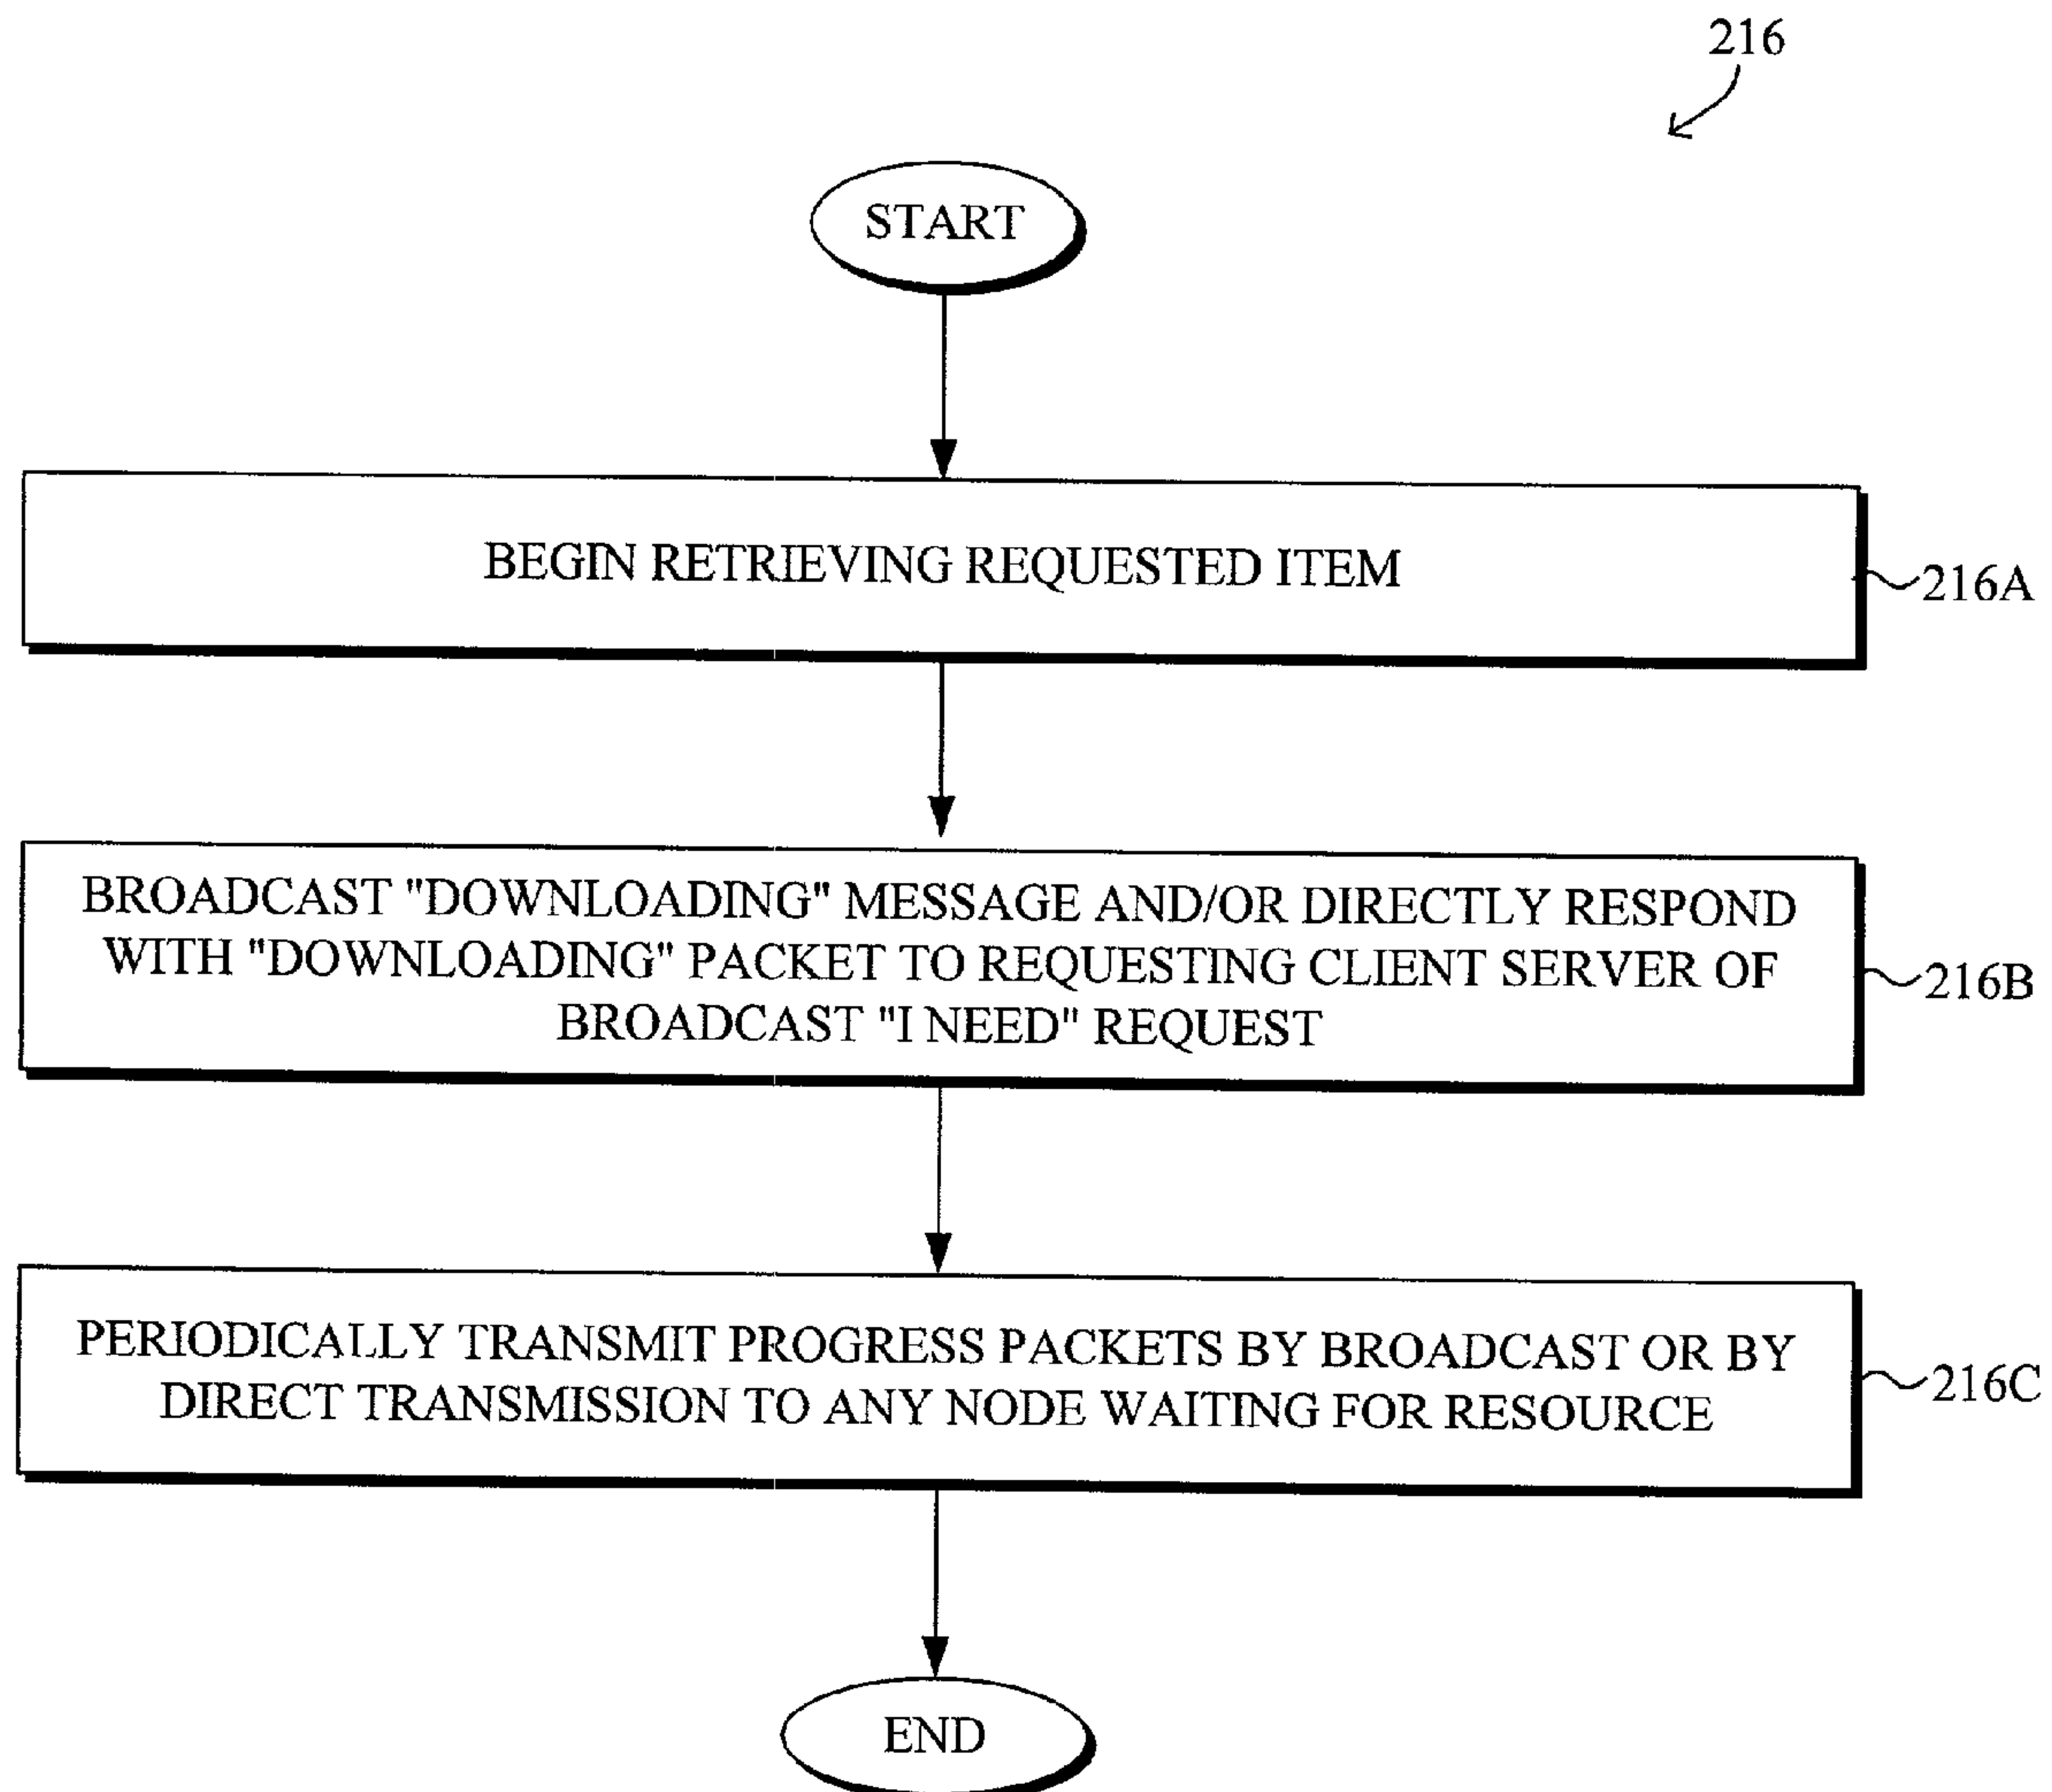 216
START
BEGIN RETRIEVING REQUESTED ITEM
216A
BROADCAST "DOWNLOADING" MESSAGE AND/OR DIRECTLY RESPOND
WITH "DOWNLOADING" PACKET TO REQUESTING CLIENT SERVER OF
BROADCAST "I NEED" REQUEST
216B
PERIODICALLY TRANSMIT PROGRESS PACKETS BY BROADCAST OR BY
DIRECT TRANSMISSION TO ANY NODE WAITING FOR RESOURCE
216C
END